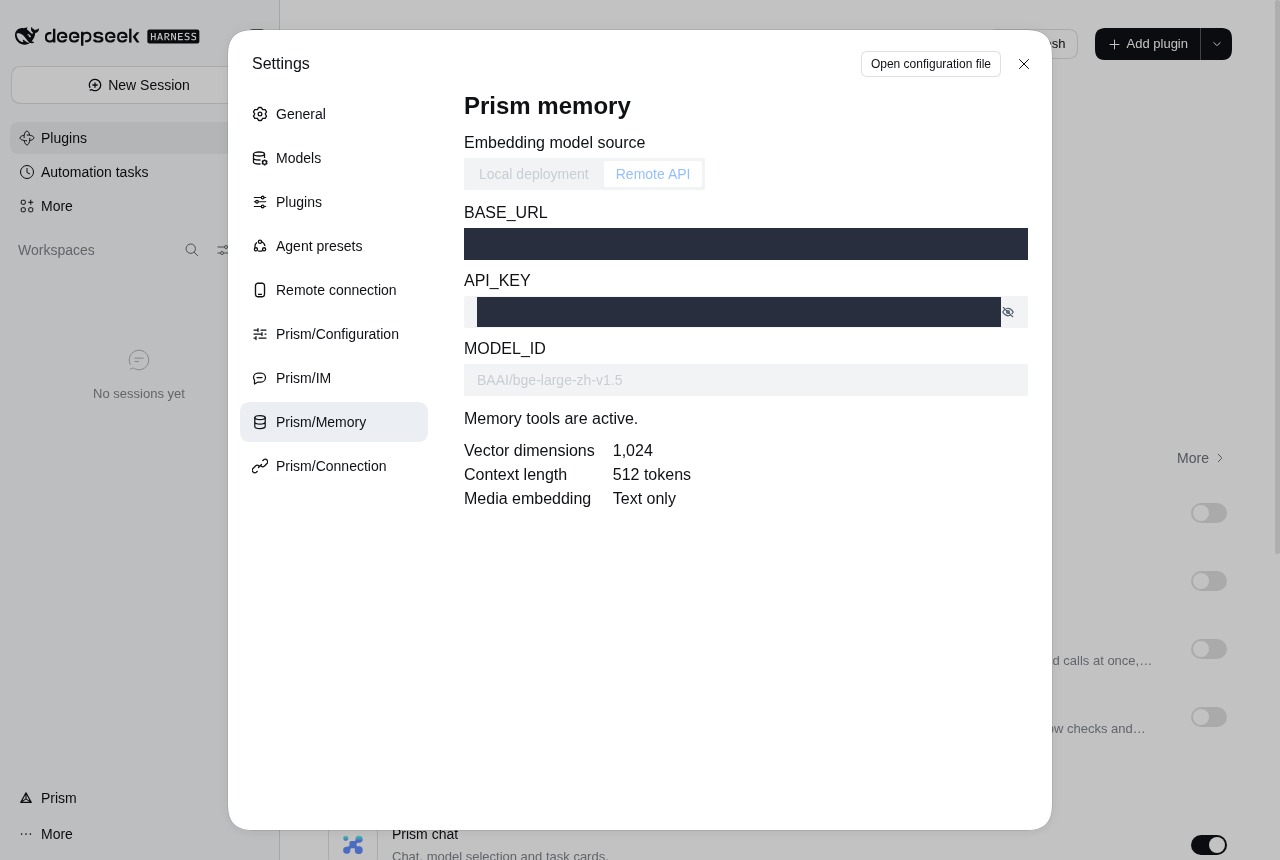 deepseek HARNESS
New Session
Plugins
Automation tasks
More
Workspaces
No sessions yet
Prism
More
Settings
Open configuration file
General
Models
Plugins
Agent presets
Remote connection
Prism/Configuration
Prism/IM
Prism/Memory
Prism/Connection
Prism memory
Embedding model source
Local deployment
Remote API
BASE_URL
API_KEY
MODEL_ID
BAAI/bge-large-zh-v1.5
Memory tools are active.
Vector dimensions 1,024
Context length 512 tokens
Media embedding Text only
Add plugin
More
d calls at once,…
checks and…
Prism chat
Chat, model selection and task cards.